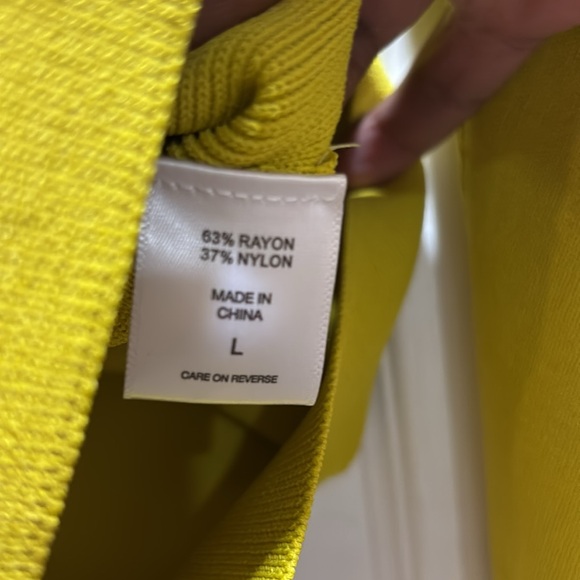 63% RAYON
37% NYLON
MADE IN
CHINA
L
CARE ON REVERSE